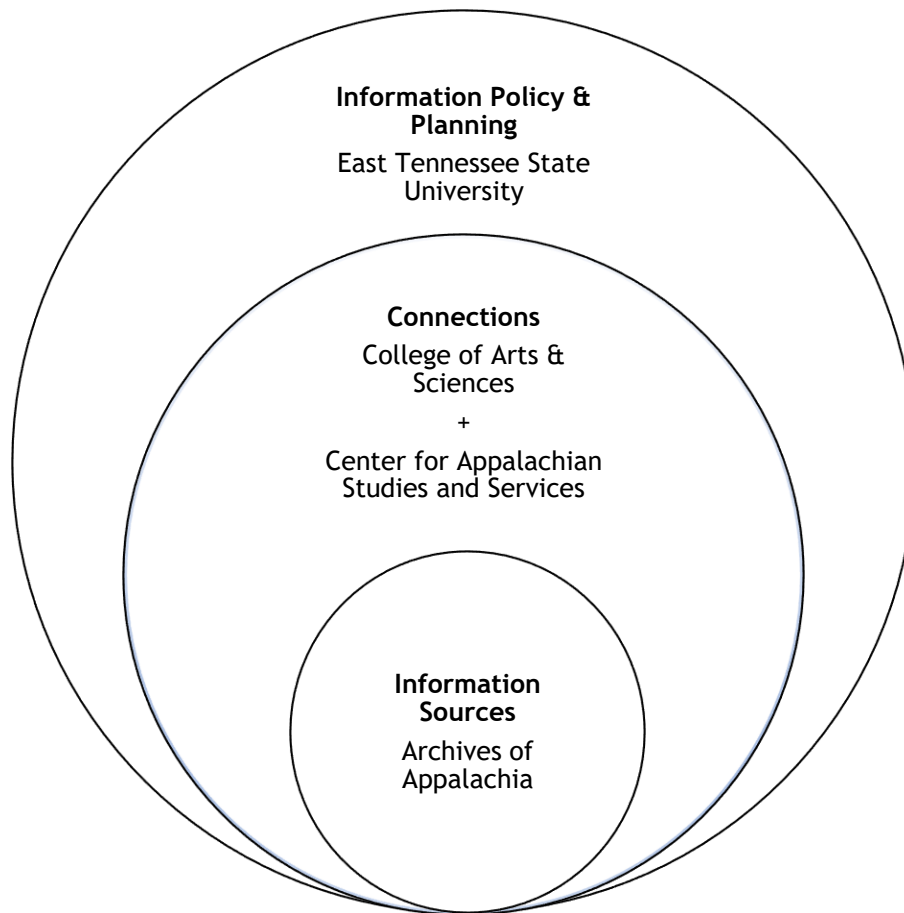 Information Policy &
Planning
East Tennessee State
University
Connections
College of Arts &
Sciences
+
Center for Appalachian
Studies and Services
Information
Sources
Archives of
Appalachia